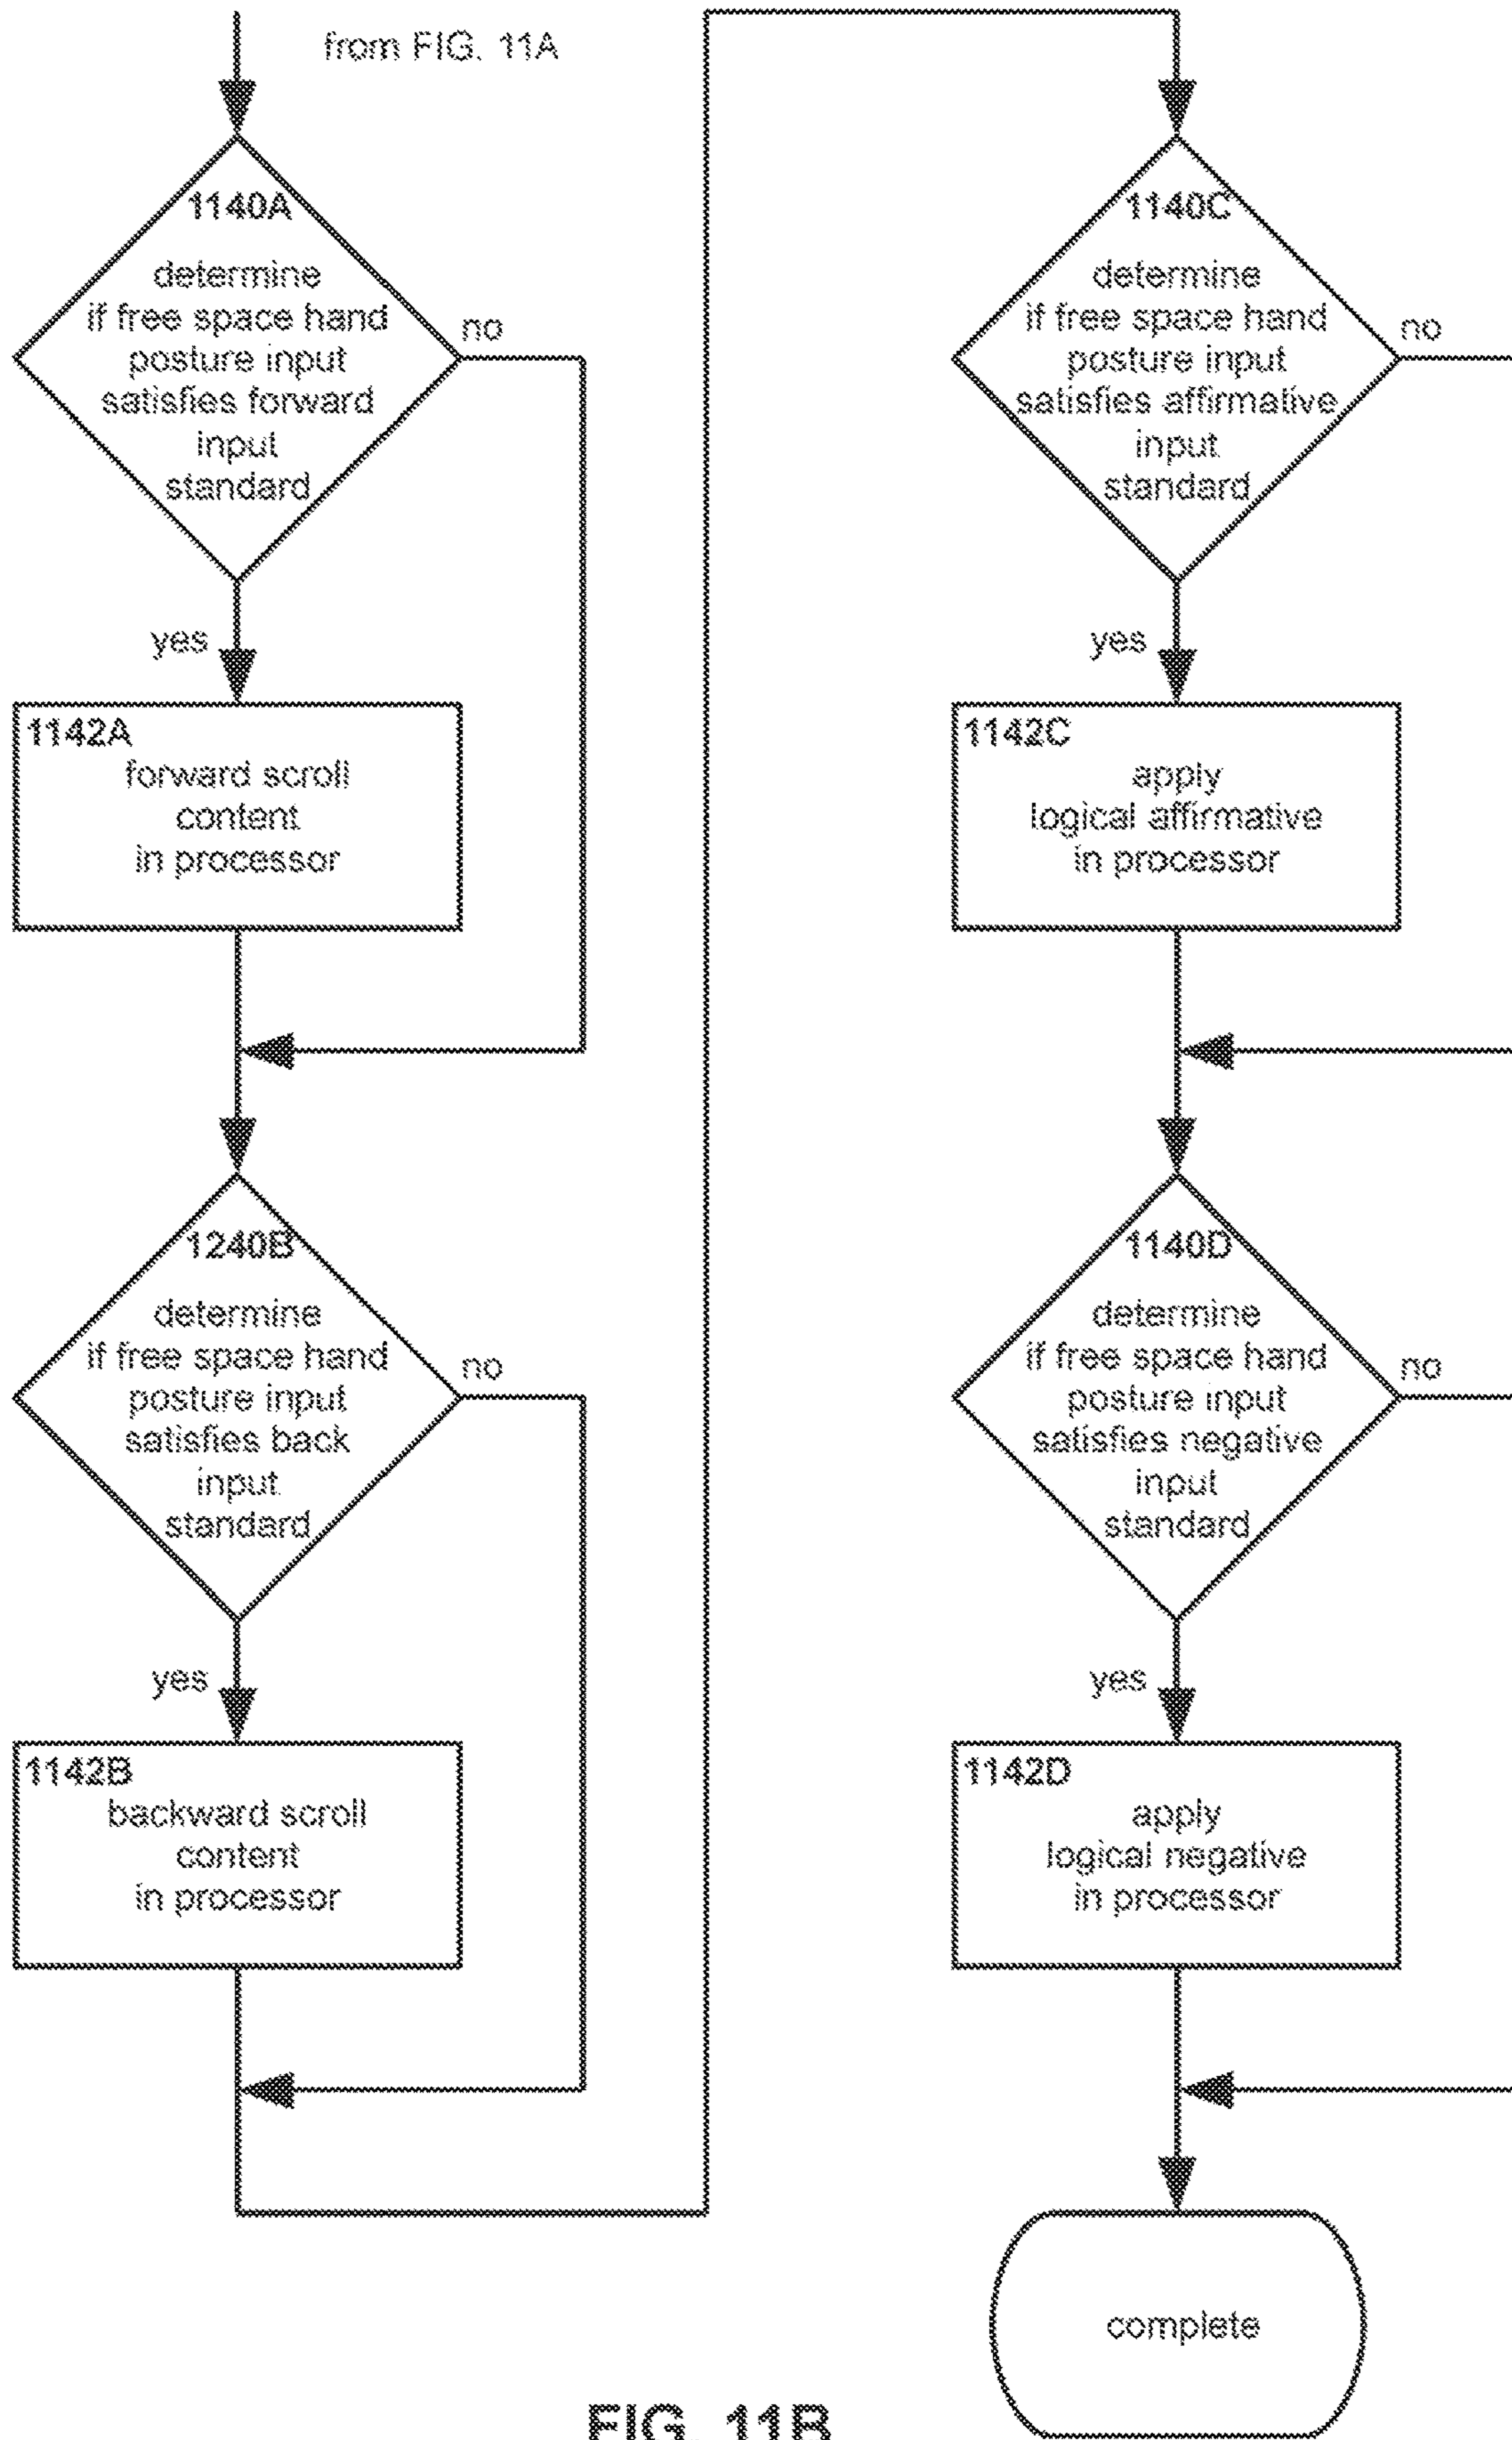 from FIG. 11A
1140A
determine
if free space hand
posture input
satisfies forward
input
standard
no
yes
1142A
forward scroll
content
in processor
1240B
determine
if free space hand
posture input
satisfies back
input
standard
no
yes
1142B
backward scroll
content
in processor
1140C
determine
if free space hand
posture input
satisfies affirmative
input
standard
no
yes
1142C
apply
logical affirmative
in processor
1140D
determine
if free space hand
posture input
satisfies negative
input
standard
no
yes
1142D
apply
logical negative
in processor
complete
FIG. 11B